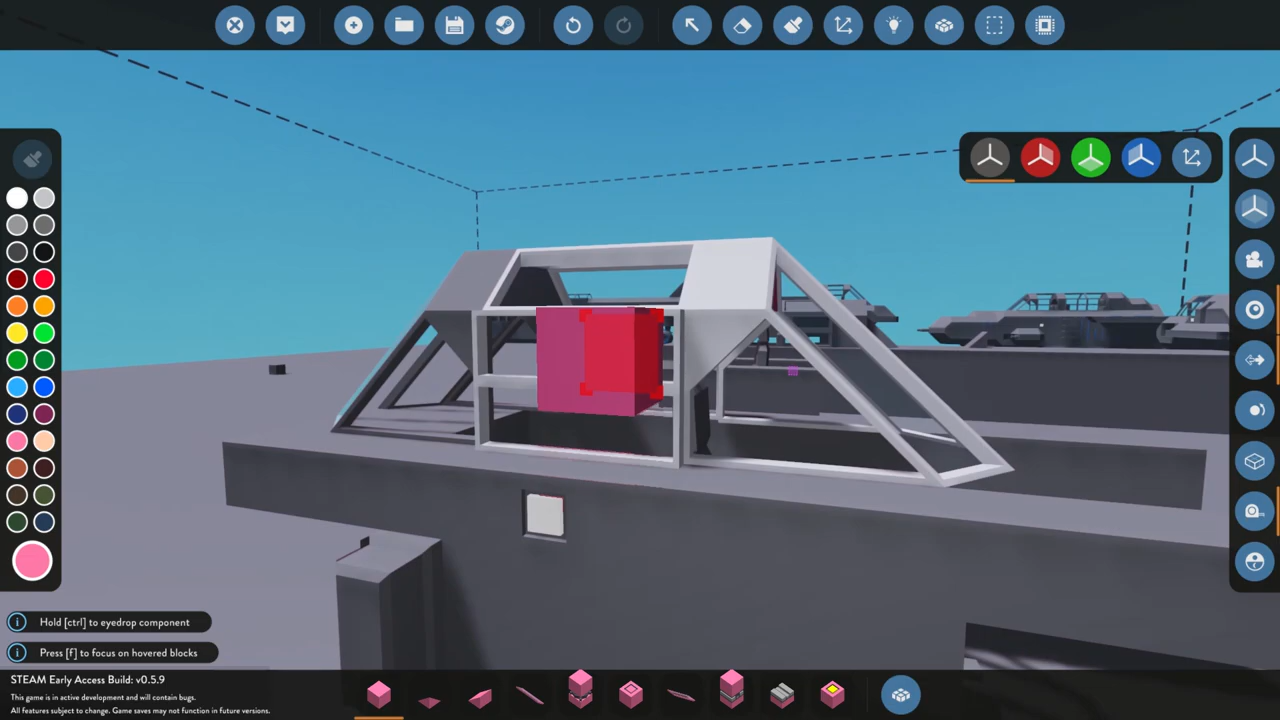 Hold [ctrl] to eyedrop component
Press [f] to focus on hovered blocks
STEAM Early Access Build: v0.5.9
This game is in active development and will contain bugs.
All features subject to change. Game saves may not function in future versions.